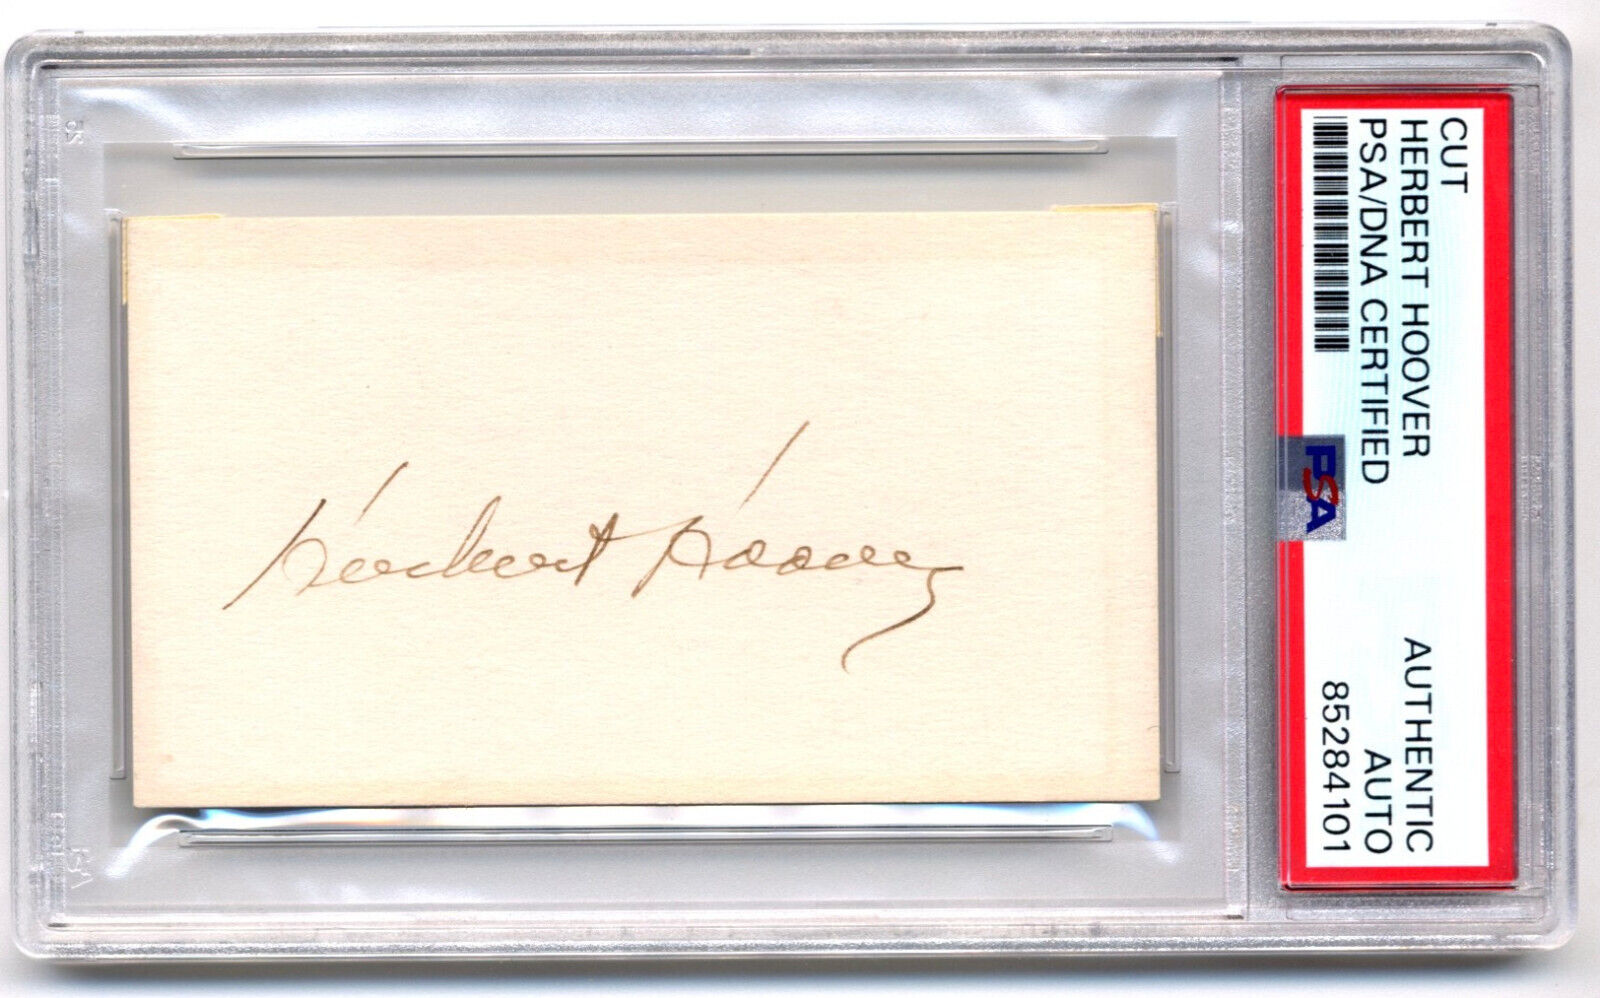 Herbert Hoover
CUT
HERBERT HOOVER
PSA/DNA CERTIFIED
PSA
AUTHENTIC
AUTO
85284101